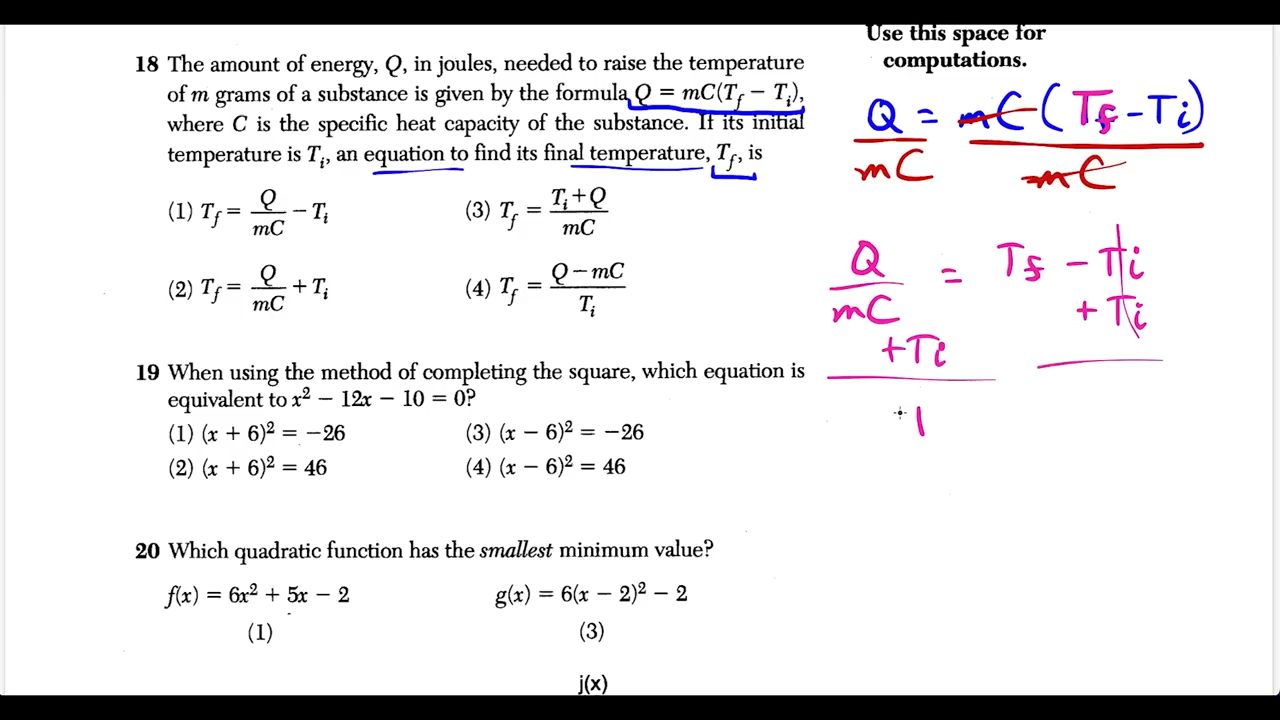 Use this space for
computations.
18 The amount of energy, Q, in joules, needed to raise the temperature
of m grams of a substance is given by the formula Q = mC(T_f − T_i),
where C is the specific heat capacity of the substance. If its initial
temperature is T_i, an equation to find its final temperature, T_f, is
(1) T_f = Q/mC − T_i
(3) T_f = (T_i + Q)/mC
(2) T_f = Q/mC + T_i
(4) T_f = (Q − mC)/T_i
Q = mC(T_f − T_i)
mC mC
Q/mC = T_f − T_i
+T_i + T_i
19 When using the method of completing the square, which equation is
equivalent to x² − 12x − 10 = 0?
(1) (x + 6)² = −26
(3) (x − 6)² = −26
(2) (x + 6)² = 46
(4) (x − 6)² = 46
20 Which quadratic function has the smallest minimum value?
f(x) = 6x² + 5x − 2
g(x) = 6(x − 2)² − 2
(1)
(3)
j(x)